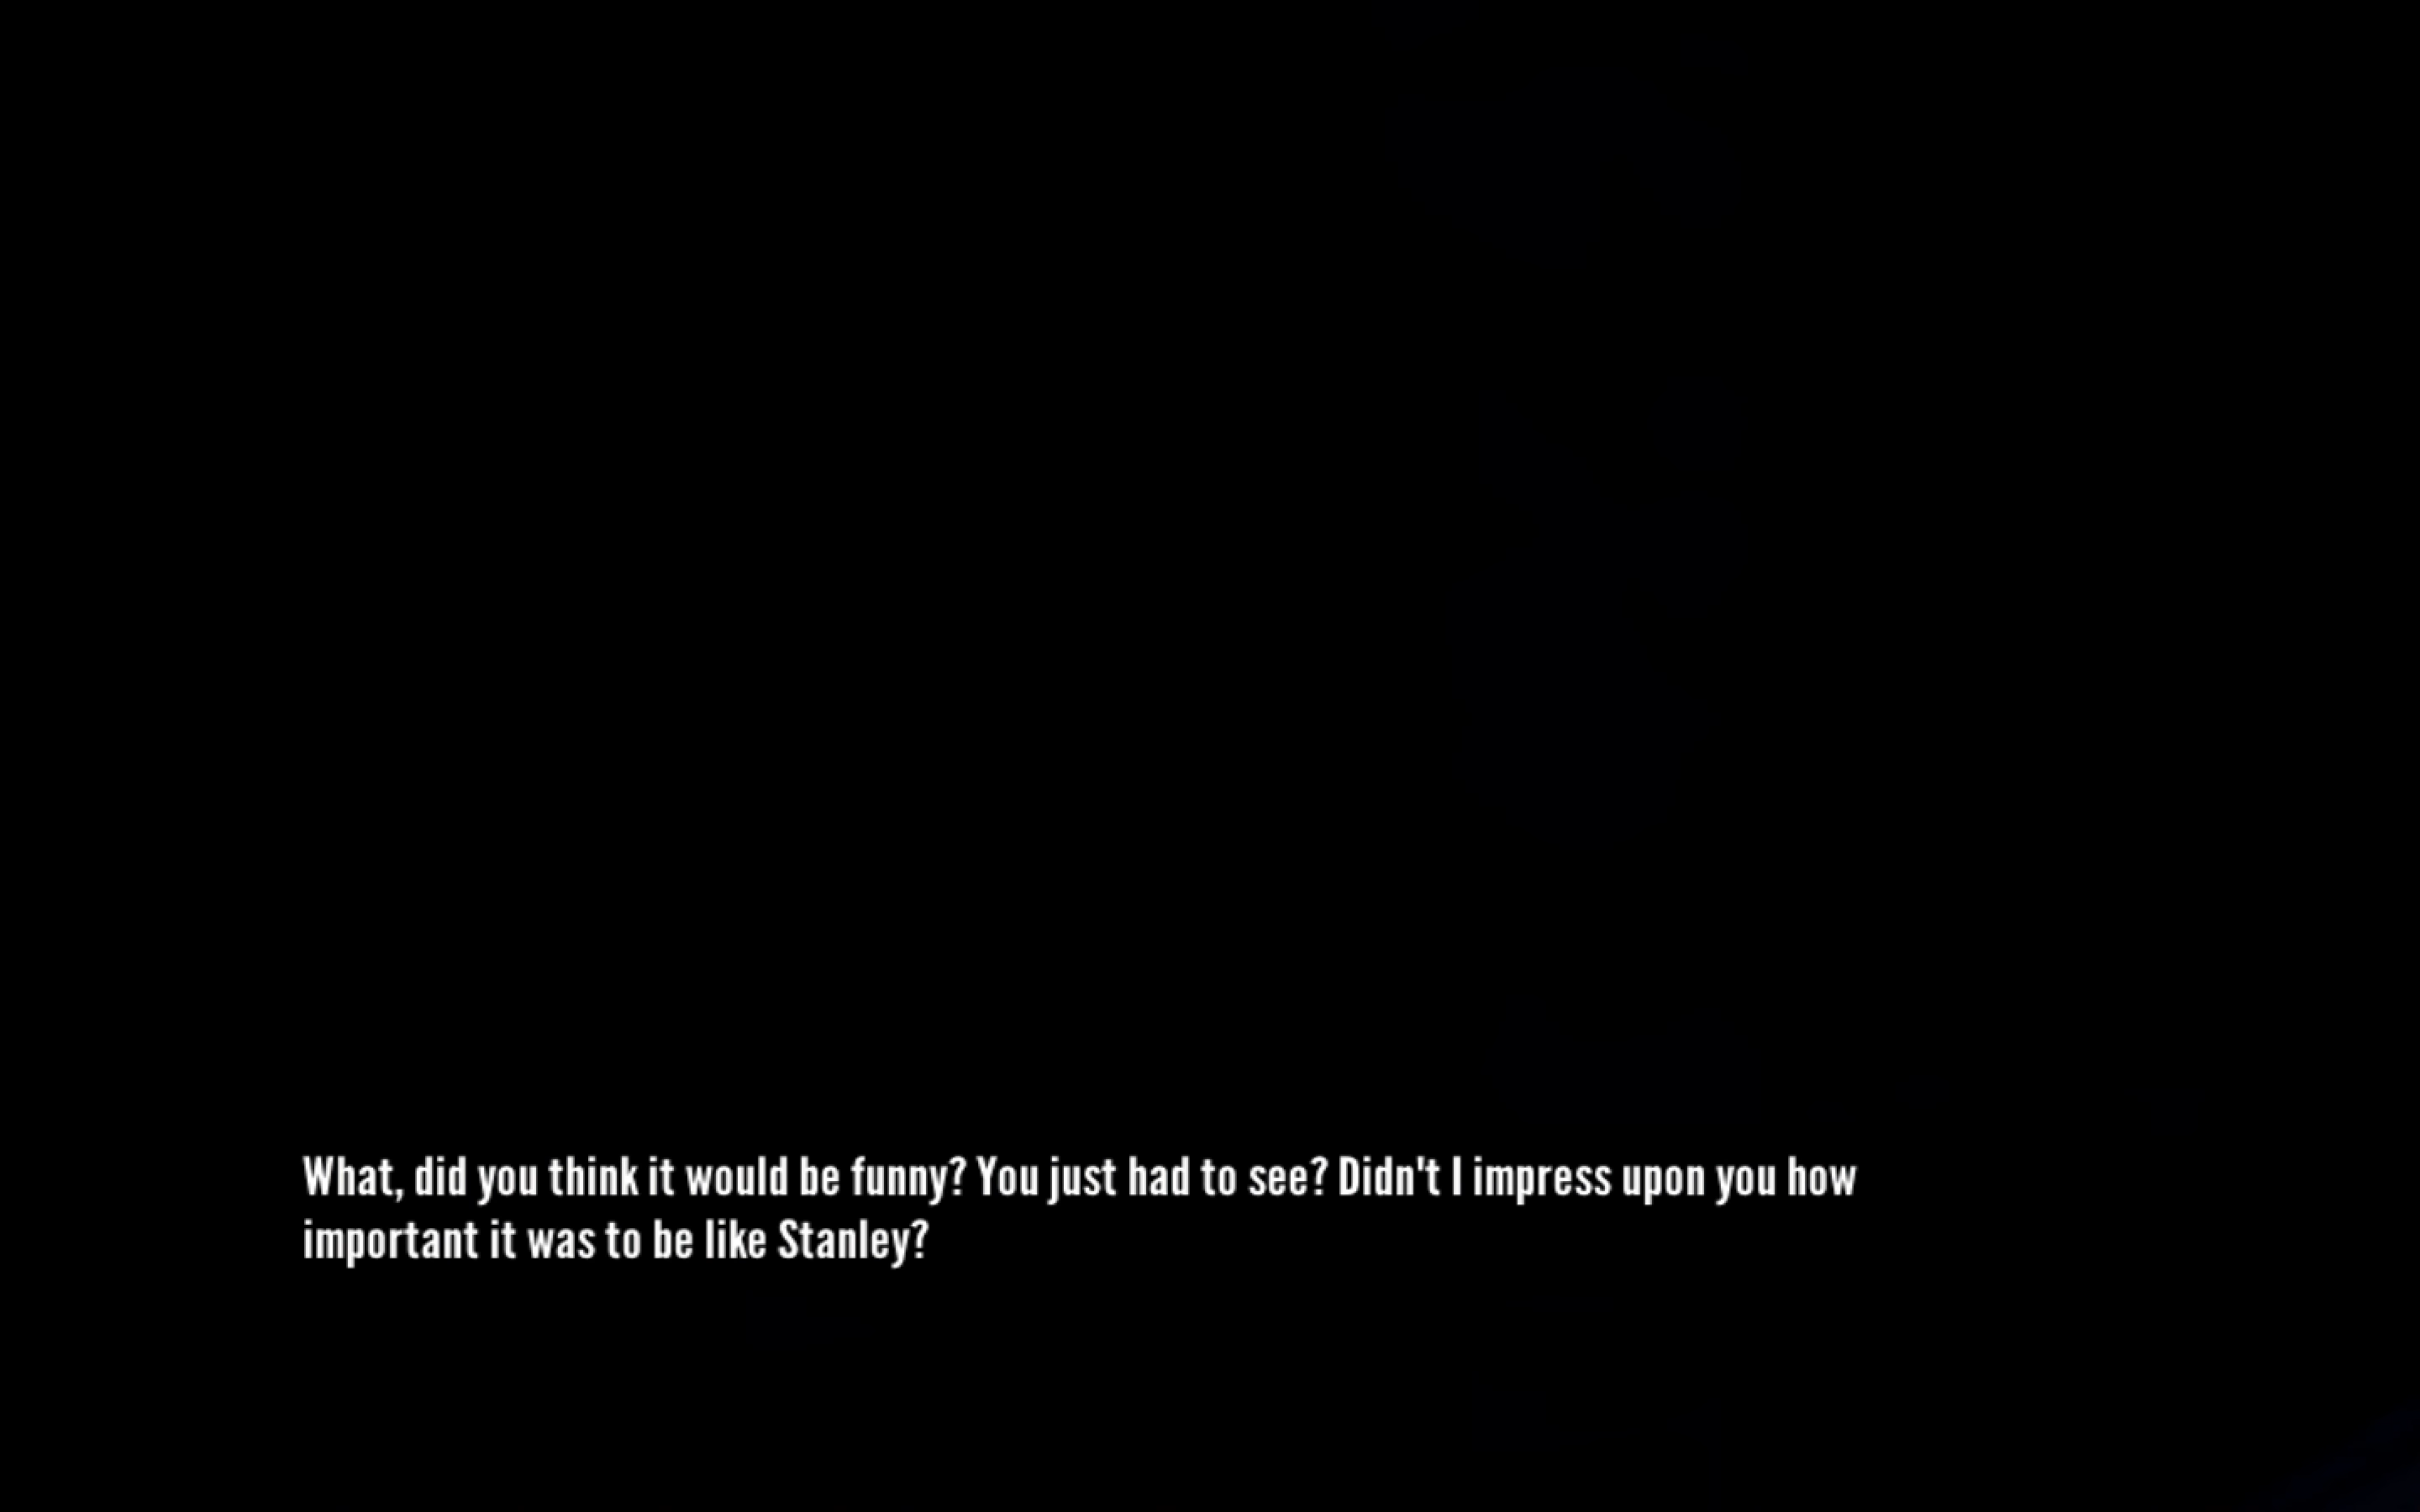 What, did you think it would be funny? You just had to see? Didn't I impress upon you how
important it was to be like Stanley?